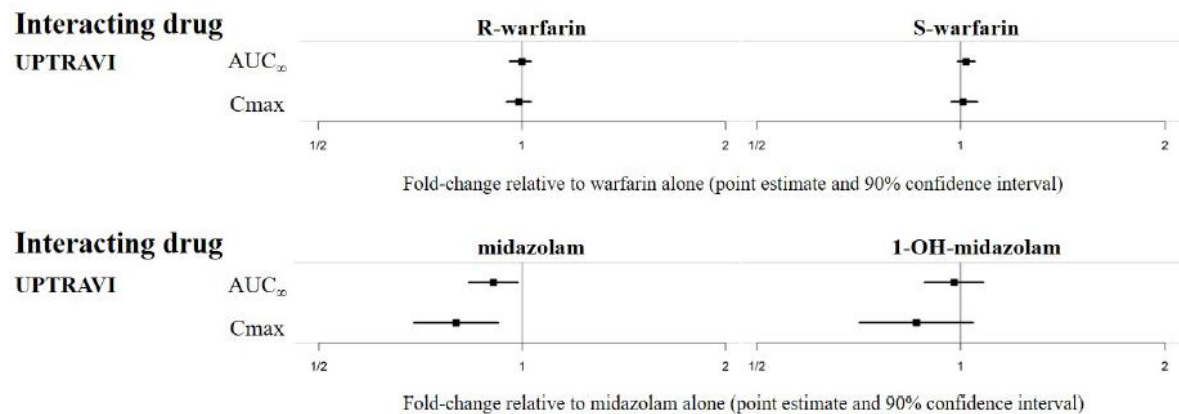 Interacting drug
R-warfarin S-warfarin
UPTRAVI AUC∞
Cmax
1/2 1 2 1/2 1 2
Fold-change relative to warfarin alone (point estimate and 90% confidence interval)
Interacting drug
midazolam 1-OH-midazolam
UPTRAVI AUC∞
Cmax
1/2 1 2 1/2 1 2
Fold-change relative to midazolam alone (point estimate and 90% confidence interval)